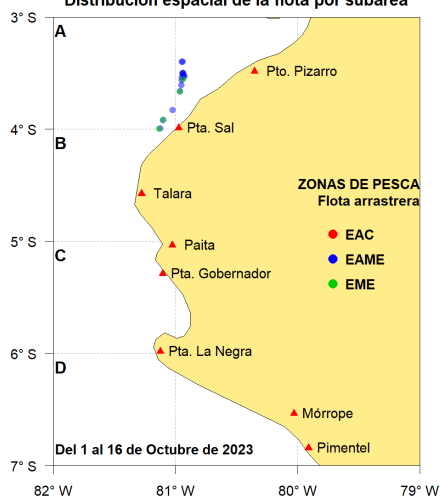 Distribución espacial de la flota por subárea
3° S
A
Pto. Pizarro
Pta. Sal
4° S
B
ZONAS DE PESCA
Talara
Flota arrastrera
EAC
5° S
Paita
C
EAME
Pta. Gobernador
EME
6° S
Pta. La Negra
D
Mórrope
Del 1 al 16 de Octubre de 2023
Pimentel
7° S
82° W
81° W
80° W
79° W